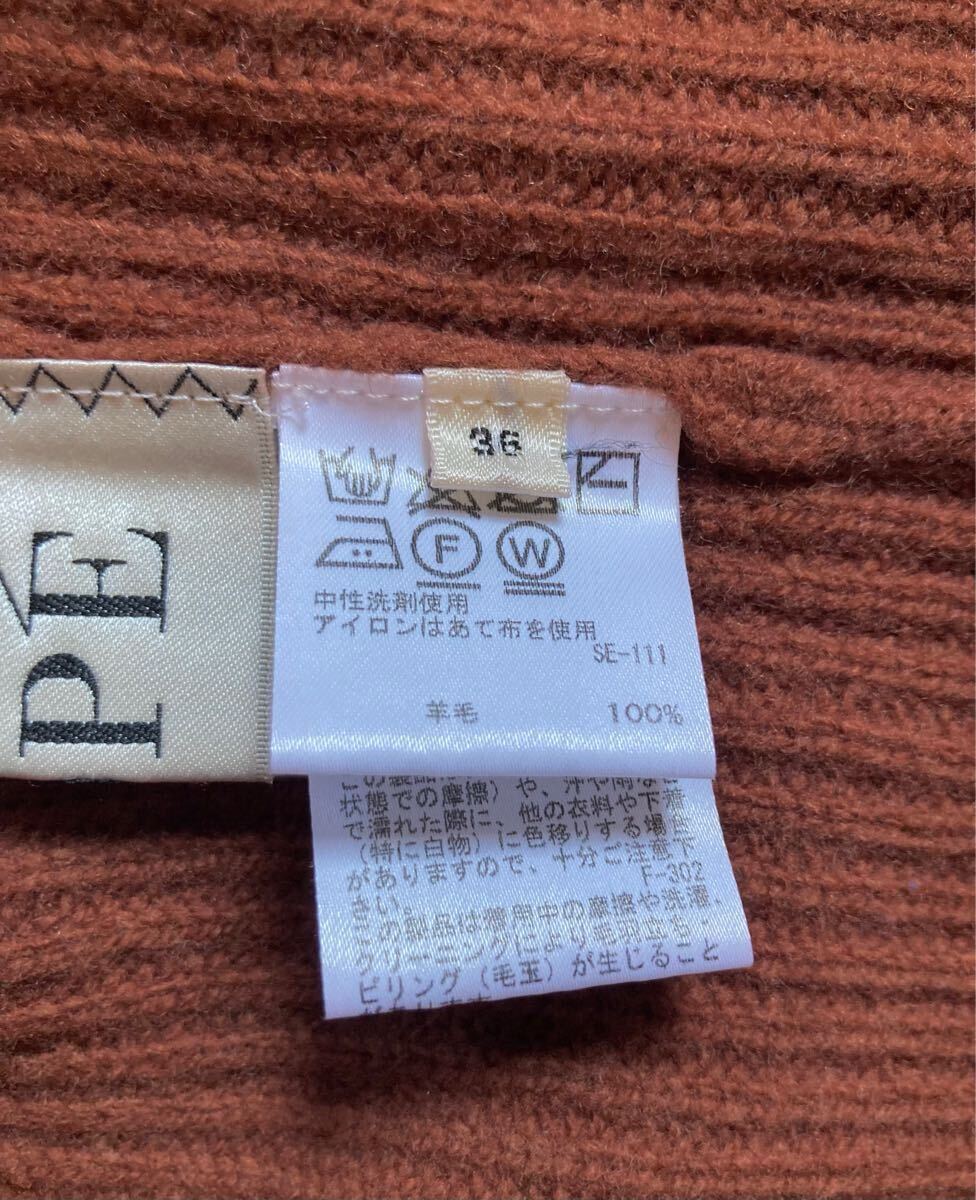 PÉ
36
F W
中性洗剤使用
アイロンはあて布を使用
SE-111
羊毛 100%
状態での摩擦)や、汗や雨な
で濡れた際に、他の衣料や下着
(特に白物)に色移りする場合
がありますので、十分ご注意下
さい。
F-302
この製品は着用中の摩擦や洗濯、
クリーニングにより毛羽立ち、
ピリング(毛玉)が生じること
があります